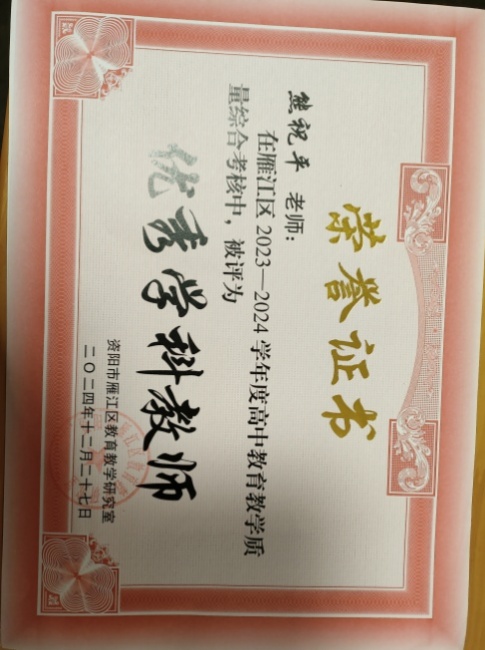 荣誉证书
熊祝平 老师:
在雁江区 2023—2024 学年度高中教育教学质
量综合考核中，被评为
优秀学科教师
资阳市雁江区教育教学研究室
二〇二四年十二月二十七日